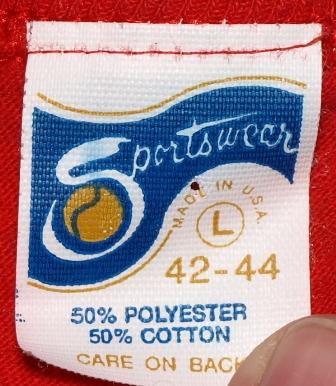 Sportswear
MADE IN U.S.A.
L
42-44
50% POLYESTER
50% COTTON
CARE ON BACK